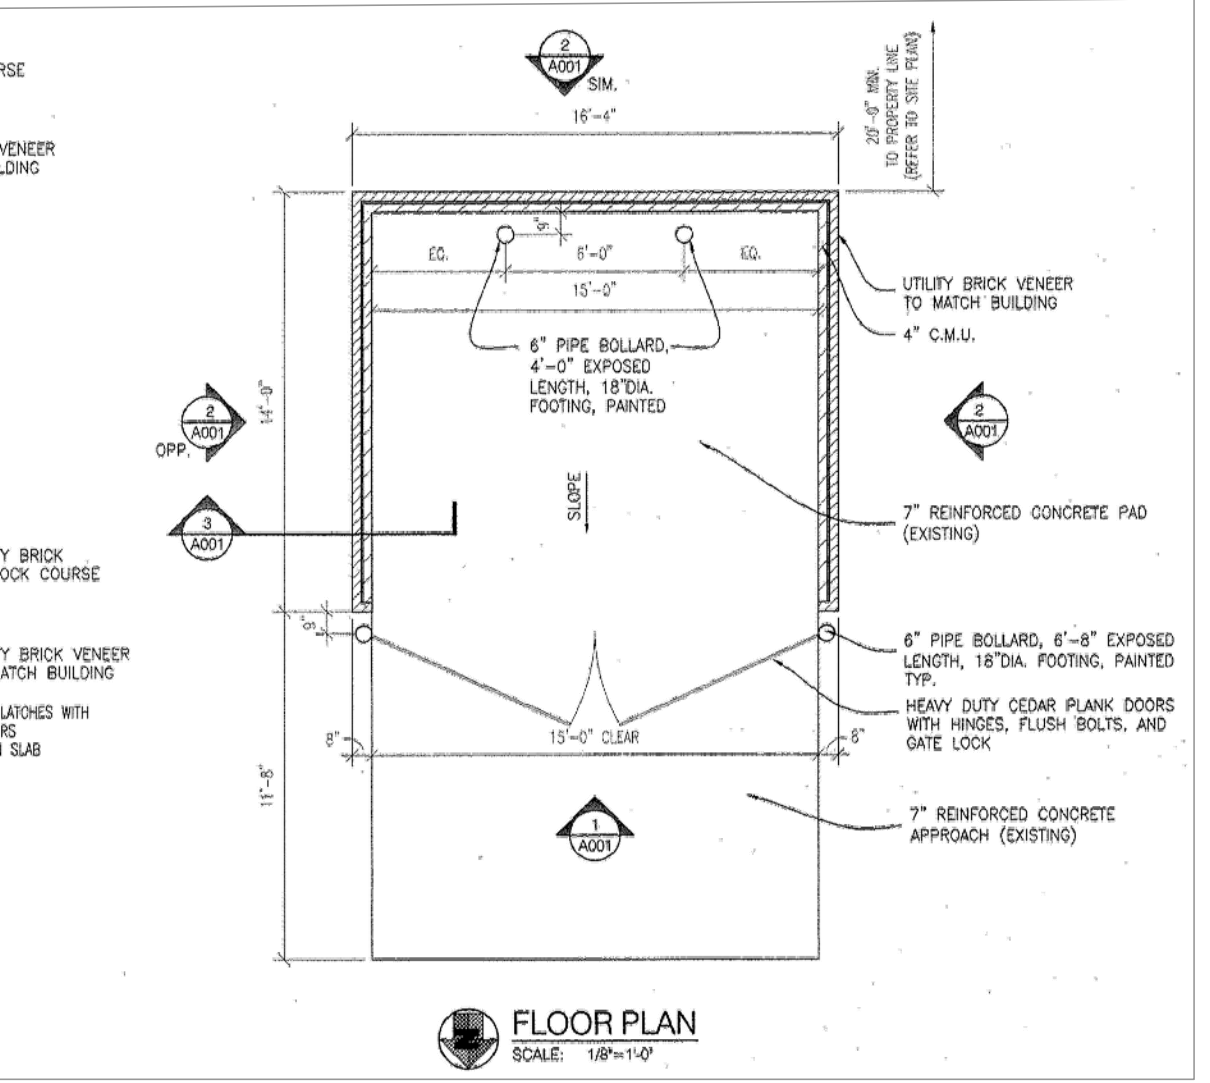 2
A001
SIM.
16'-4"
20'-0" MIN.
TO PROPERTY LINE
(REFER TO SITE PLAN)
RSE
VENEER
LDING
9"
EQ.
6'-0"
EQ.
15'-0"
UTILITY BRICK VENEER
TO MATCH BUILDING
4" C.M.U.
6" PIPE BOLLARD,
4'-0" EXPOSED
LENGTH, 18"DIA.
FOOTING, PAINTED
14'-0"
2
A001
OPP.
2
A001
SLOPE
3
A001
7" REINFORCED CONCRETE PAD
(EXISTING)
Y BRICK
OCK COURSE
9"
6" PIPE BOLLARD, 6'-8" EXPOSED
LENGTH, 18"DIA. FOOTING, PAINTED
TYP.
Y BRICK VENEER
ATCH BUILDING
LATCHES WITH
RS
SLAB
HEAVY DUTY CEDAR PLANK DOORS
WITH HINGES, FLUSH BOLTS, AND
GATE LOCK
8"
15'-0" CLEAR
8"
11'-8"
1
A001
7" REINFORCED CONCRETE
APPROACH (EXISTING)
Z
FLOOR PLAN
SCALE: 1/8"=1'-0"